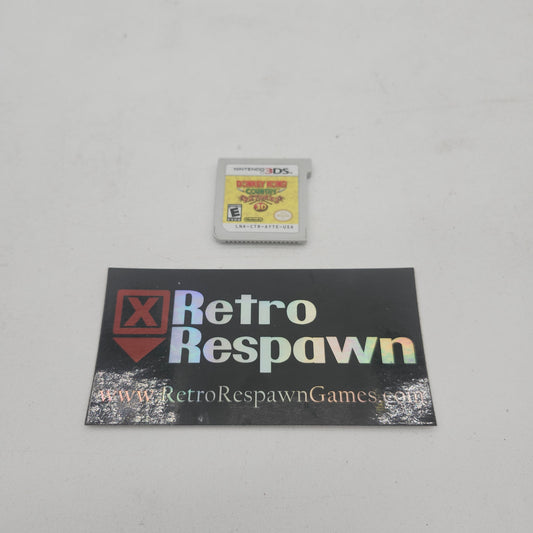 NINTENDO 3DS
DONKEY KONG
COUNTRY
RETURNS
3D
E
Nintendo
LNA-CTR-AYTE-USA
X Retro
Respawn
www.RetroRespawnGames.com